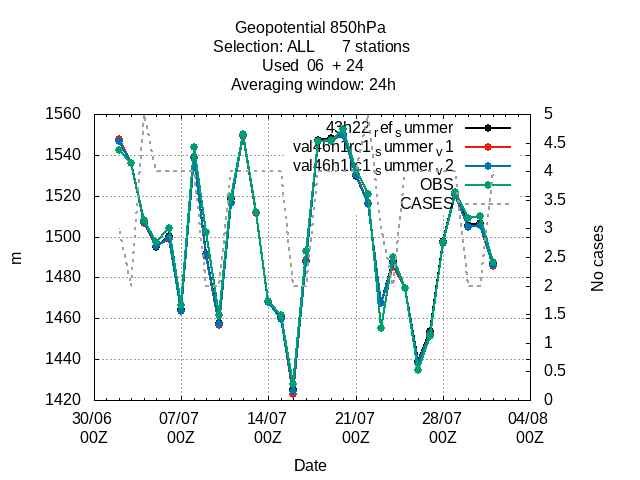 Geopotential 850hPa
Selection: ALL 7 stations
Used 06 + 24
Averaging window: 24h
1560
1540
1520
1500
1480
1460
1440
1420
m
5
4.5
4
3.5
3
2.5
2
1.5
1
0.5
0
No cases
43h22_ref_summer
val46h1rc1_summer_v1
val46h1lc1_summer_v2
OBS
CASES
30/06 07/07 14/07 21/07 28/07 04/08
00Z 00Z 00Z 00Z 00Z 00Z
Date